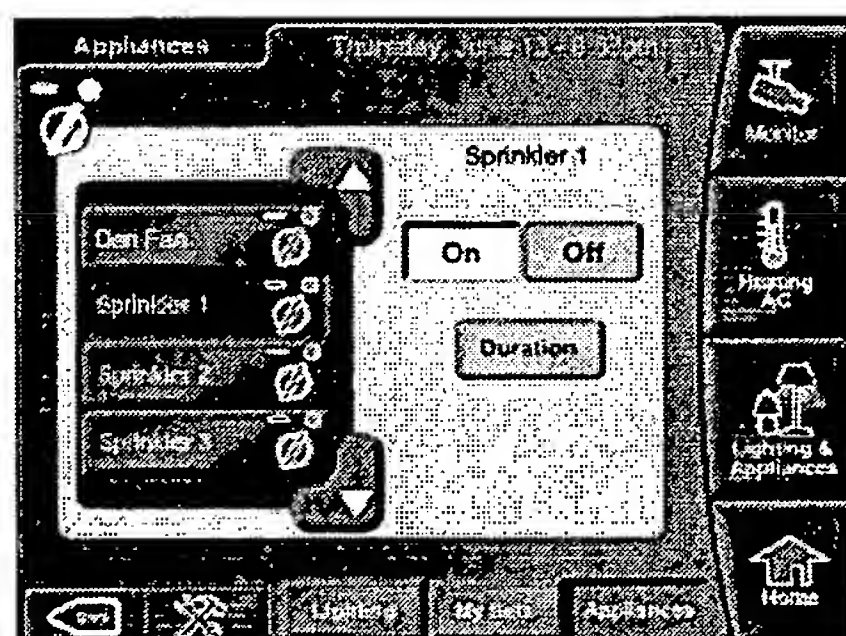 Appliances
Thursday, June 13 -
Monitor
Sprinkler 1
Den Fan
On
Off
Sprinkler 1
Heating
AC
Duration
Sprinkler 2
Sprinkler 3
Lighting &
Appliances
Lighting
My Sets
Appliances
Home